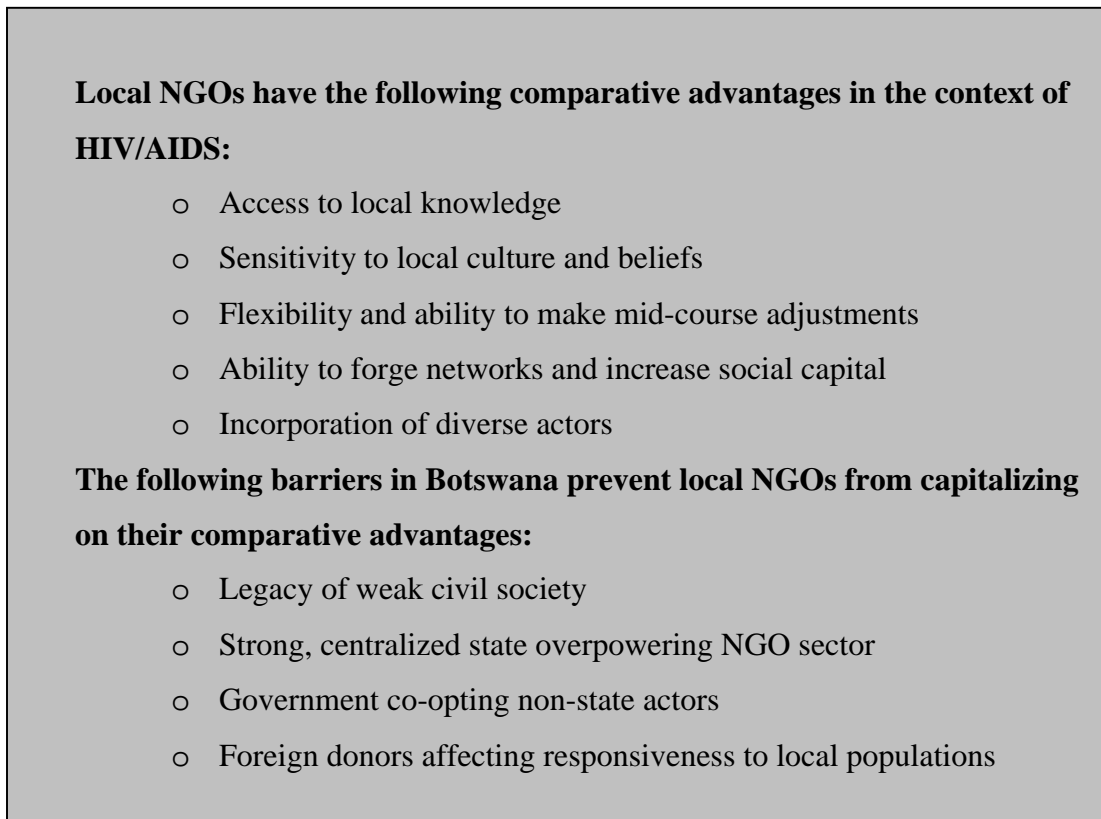 Local NGOs have the following comparative advantages in the context of
HIV/AIDS:
o Access to local knowledge
o Sensitivity to local culture and beliefs
o Flexibility and ability to make mid-course adjustments
o Ability to forge networks and increase social capital
o Incorporation of diverse actors
The following barriers in Botswana prevent local NGOs from capitalizing
on their comparative advantages:
o Legacy of weak civil society
o Strong, centralized state overpowering NGO sector
o Government co-opting non-state actors
o Foreign donors affecting responsiveness to local populations